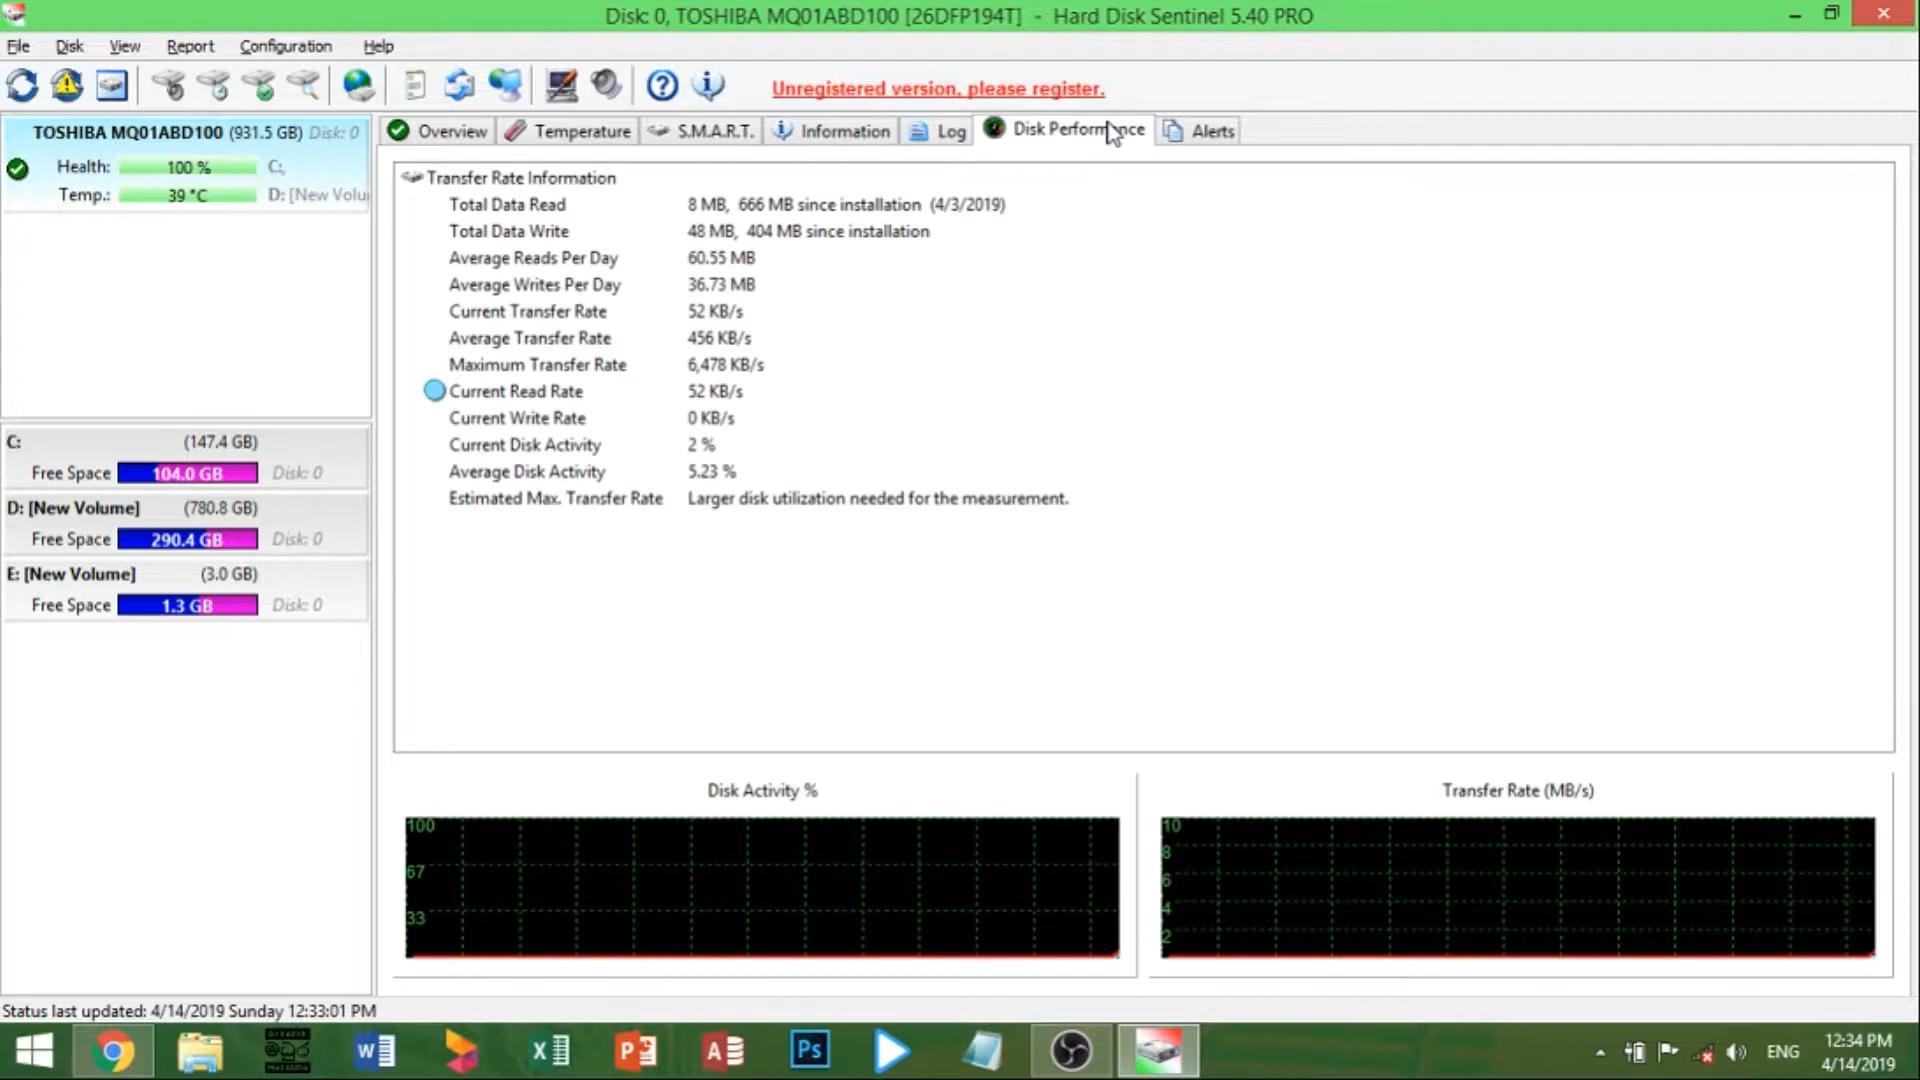 Disk: 0, TOSHIBA MQ01ABD100 [26DFP194T] - Hard Disk Sentinel 5.40 PRO
File Disk View Report Configuration Help
Unregistered version, please register.
TOSHIBA MQ01ABD100 (931.5 GB) Disk: 0
Health: 100 % C:,
Temp.: 39 °C D: [New Volu
C: (147.4 GB)
Free Space 104.0 GB Disk: 0
D: [New Volume] (780.8 GB)
Free Space 290.4 GB Disk: 0
E: [New Volume] (3.0 GB)
Free Space 1.3 GB Disk: 0
Overview Temperature S.M.A.R.T. Information Log Disk Performance Alerts
Transfer Rate Information
Total Data Read 8 MB, 666 MB since installation (4/3/2019)
Total Data Write 48 MB, 404 MB since installation
Average Reads Per Day 60.55 MB
Average Writes Per Day 36.73 MB
Current Transfer Rate 52 KB/s
Average Transfer Rate 456 KB/s
Maximum Transfer Rate 6,478 KB/s
Current Read Rate 52 KB/s
Current Write Rate 0 KB/s
Current Disk Activity 2 %
Average Disk Activity 5.23 %
Estimated Max. Transfer Rate Larger disk utilization needed for the measurement.
Disk Activity %
100
67
33
Transfer Rate (MB/s)
10
8
6
4
2
Status last updated: 4/14/2019 Sunday 12:33:01 PM
Ps
ENG
12:34 PM
4/14/2019